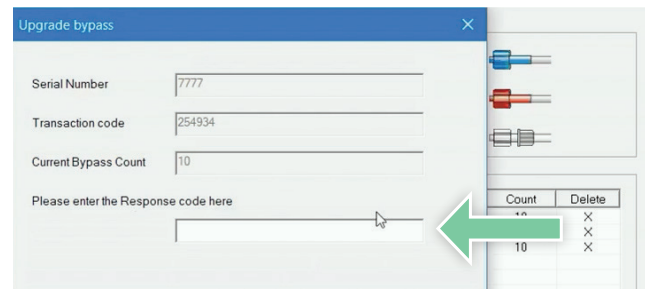 Upgrade bypass
Serial Number 7777
Transaction code 254934
Current Bypass Count 10
Please enter the Response code here
Count Delete
X
X
10 X